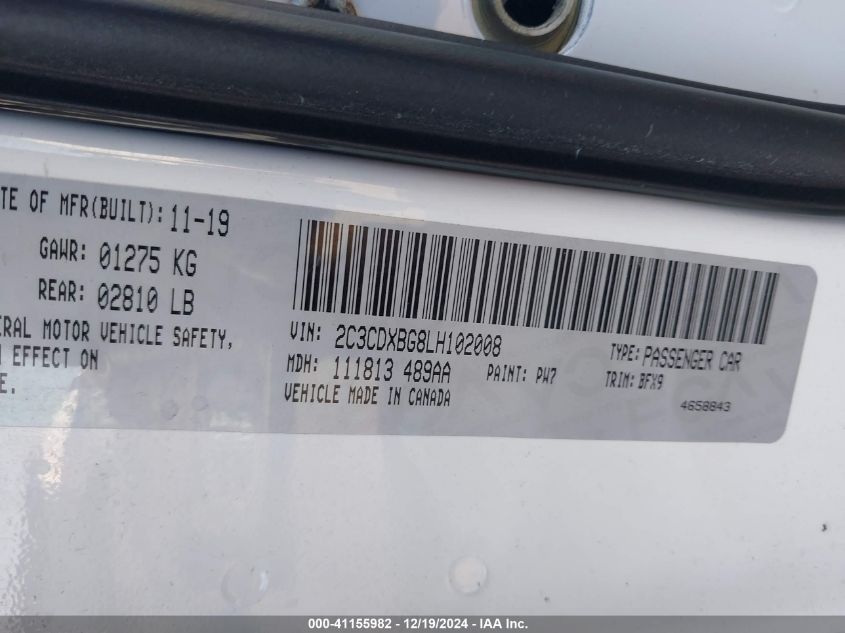 TE OF MFR(BUILT): 11-19
GAWR: 01275 KG
REAR: 02810 LB
ERAL MOTOR VEHICLE SAFETY,
EFFECT ON
E.
VIN: 2C3CDXBG8LH102008
MDH: 111813 489AA
PAINT: PW7
VEHICLE MADE IN CANADA
TYPE: PASSENGER CAR
TRIM: BFX9
4658843
000-41155982 - 12/19/2024 - IAA Inc.